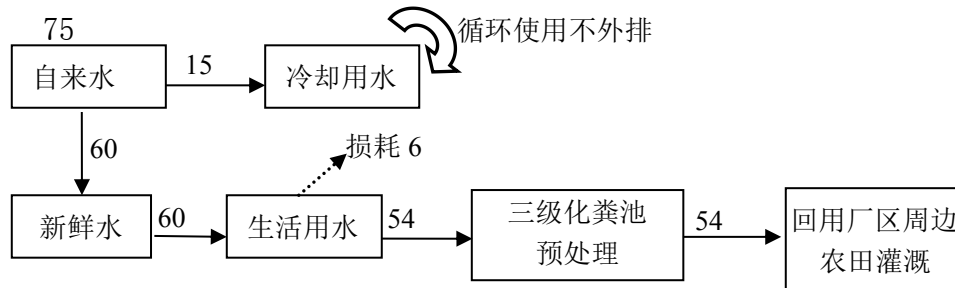 75
循环使用不外排
自来水
15
冷却用水
60
损耗 6
新鲜水
60
生活用水
54
三级化粪池
预处理
54
回用厂区周边
农田灌溉